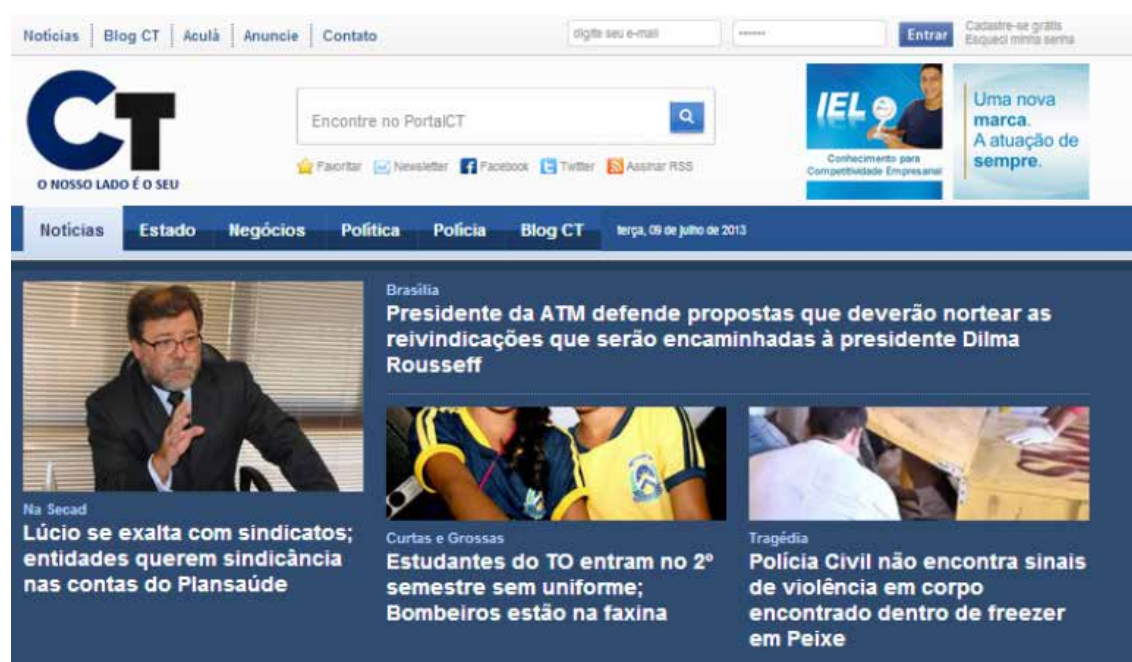 Notícias Blog CT Aculá Anuncie Contato
digite seu e-mail
Entrar
Cadastre-se grátis
Esqueci minha senha
CT
O NOSSO LADO É O SEU
Encontre no PortalCT
Favoritar Newsletter Facebook Twitter Assinar RSS
IEL
Conhecimento para
Competitividade Empresarial
Uma nova
marca.
A atuação de
sempre.
Notícias Estado Negócios Política Polícia Blog CT terça, 09 de julho de 2013
Na Secad
Lúcio se exalta com sindicatos;
entidades querem sindicância
nas contas do Plansaúde
Brasília
Presidente da ATM defende propostas que deverão nortear as
reivindicações que serão encaminhadas à presidente Dilma
Rousseff
Curtas e Grossas
Estudantes do TO entram no 2º
semestre sem uniforme;
Bombeiros estão na faxina
Tragédia
Polícia Civil não encontra sinais
de violência em corpo
encontrado dentro de freezer
em Peixe